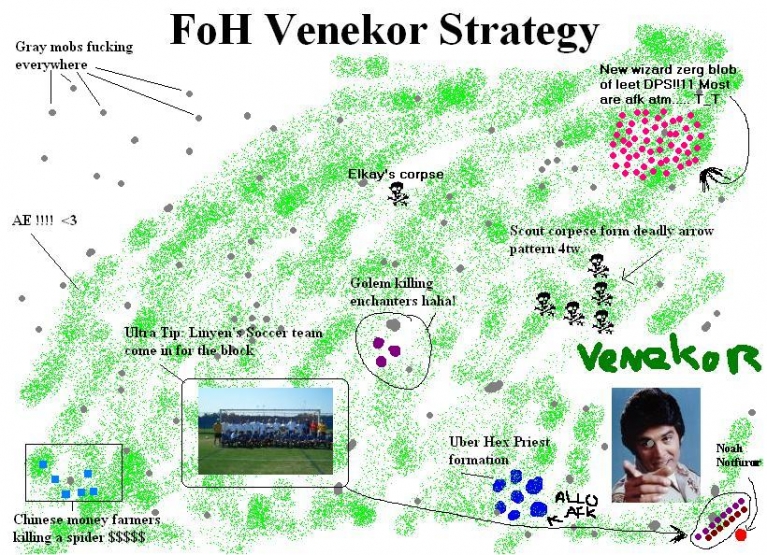 FoH Venekor Strategy
Gray mobs fucking
everywhere
New wizard zerg blob
of leet DPS!!11 Most
are afk atm..... T_T
Elkay's corpse
AE !!!! <3
Scout corpese form deadly arrow
pattern 4tw.
Golem killing
enchanters haha!
Ultra Tip: Linyen's Soccer team
come in for the block
Venekor
Uber Hex Priest
formation
Noah
Notfuror
ALL
AFK
Chinese money farmers
killing a spider $$$$$